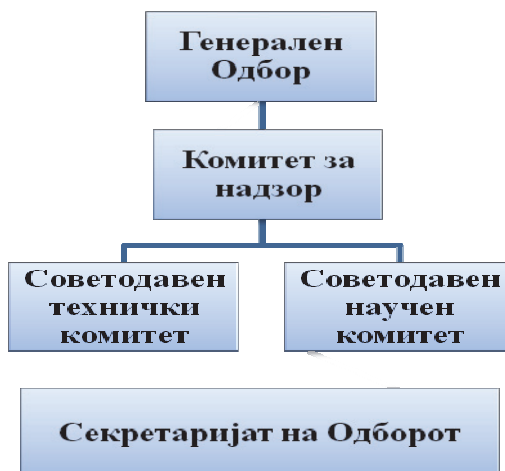 Генерален
Одбор
Комитет за
надзор
Советодавен
технички
комитет
Советодавен
научен
комитет
Секретаријат на Одборот